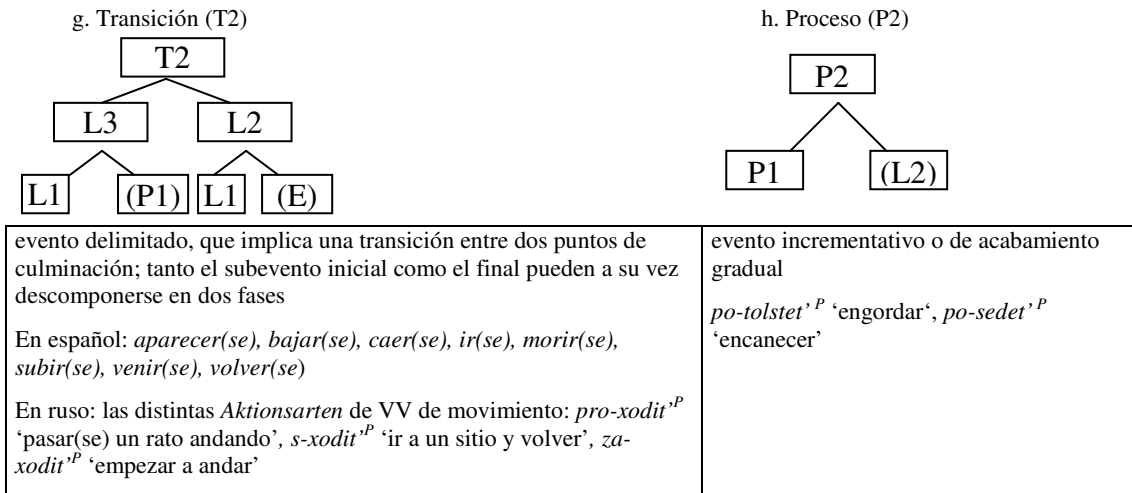 g. Transición (T2)
T2
L3 L2
L1 (P1) L1 (E)
h. Proceso (P2)
P2
P1 (L2)
evento delimitado, que implica una transición entre dos puntos de
culminación; tanto el subevento inicial como el final pueden a su vez
descomponerse en dos fases
En español: aparecer(se), bajar(se), caer(se), ir(se), morir(se),
subir(se), venir(se), volver(se)
En ruso: las distintas Aktionsarten de VV de movimiento: pro-xodit’P
‘pasar(se) un rato andando’, s-xodit’P ‘ir a un sitio y volver’, za-
xodit’P ‘empezar a andar’
evento incrementativo o de acabamiento
gradual
po-tolstet’ P ‘engordar‘, po-sedet’ P
‘encanecer’